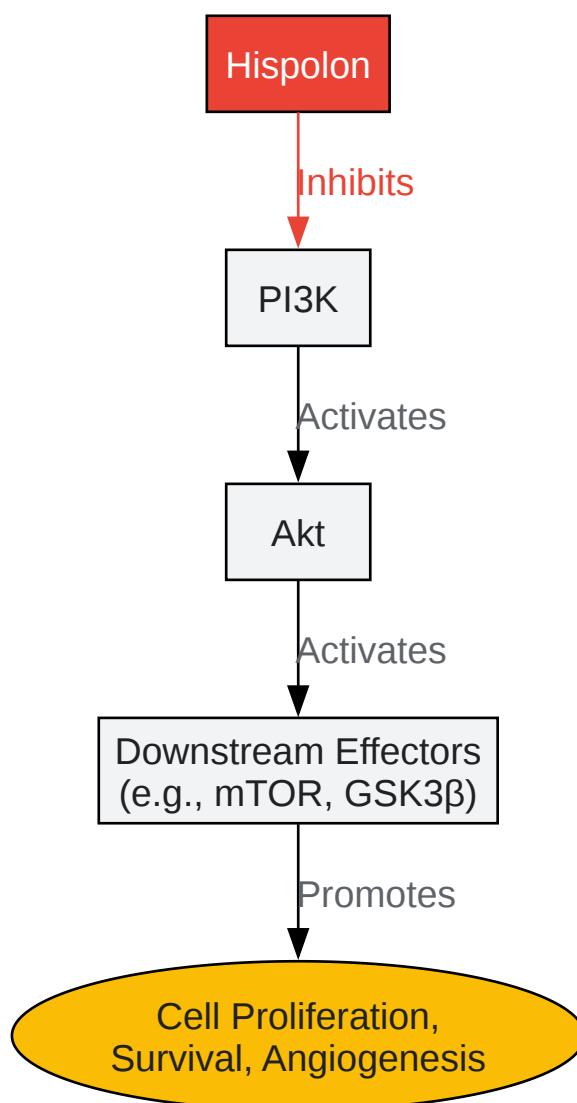 Hispolon
Inhibits
PI3K
Activates
Akt
Activates
Downstream Effectors
(e.g., mTOR, GSK3β)
Promotes
Cell Proliferation,
Survival, Angiogenesis